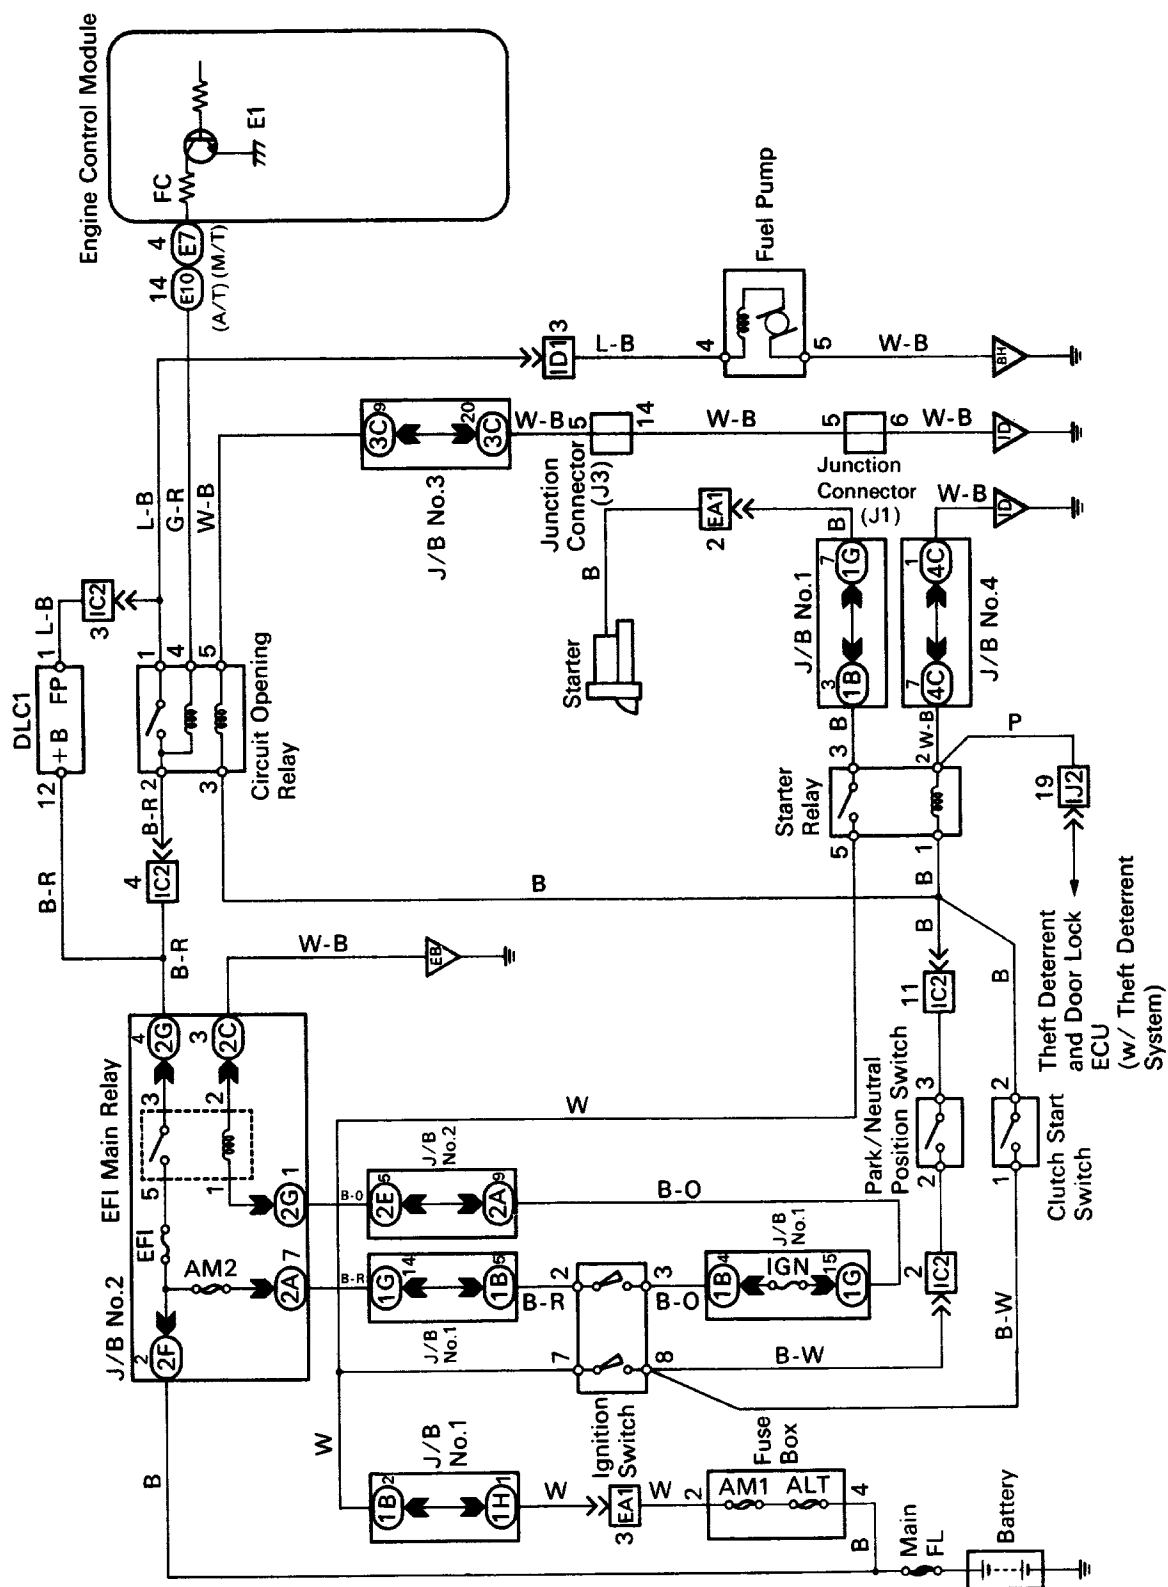 Engine Control Module
FC
E1
4
E7
14
E10
(A/T) (M/T)
Fuel Pump
4
5
L-B
W-B
BH
ID1
3
L-B
G-R
W-B
3C
9
20
3C
J/B No.3
W-B
5
14
Junction
Connector
(J3)
W-B
5
6
Junction
Connector
(J1)
W-B
ID
DLC1
+B
FP
12
1
L-B
3
IC2
1
4
5
2
3
Circuit Opening
Relay
B-R
B-R
4
IC2
B-R
B
Starter
B
2
EA1
B
7
1G
3
1B
J/B No.1
1
4C
7
4C
J/B No.4
W-B
ID
B
3
2
W-B
P
Starter
Relay
5
1
19
IJ2
Theft Deterrent
and Door Lock
ECU
(w/ Theft Deterrent
System)
B
B
B
11
IC2
W-B
EB
EFI Main Relay
J/B No.2
4
2G
3
2C
3
2
5
1
EFI
AM2
2G
1
2A
7
2
2F
B-O
2E
5
2A
9
J/B
No.2
B-O
B-R
1G
14
1B
5
J/B
No.1
B-R
2
3
7
8
Ignition
Switch
B-O
1B
4
IGN
15
1G
J/B
No.1
B-W
2
IC2
W
Park/Neutral
Position Switch
2
3
Clutch Start
Switch
1
2
B-W
B
W
1B
2
1H
1
J/B
No.1
W
3
EA1
W
2
AM1
ALT
4
Fuse
Box
B
Main
FL
Battery